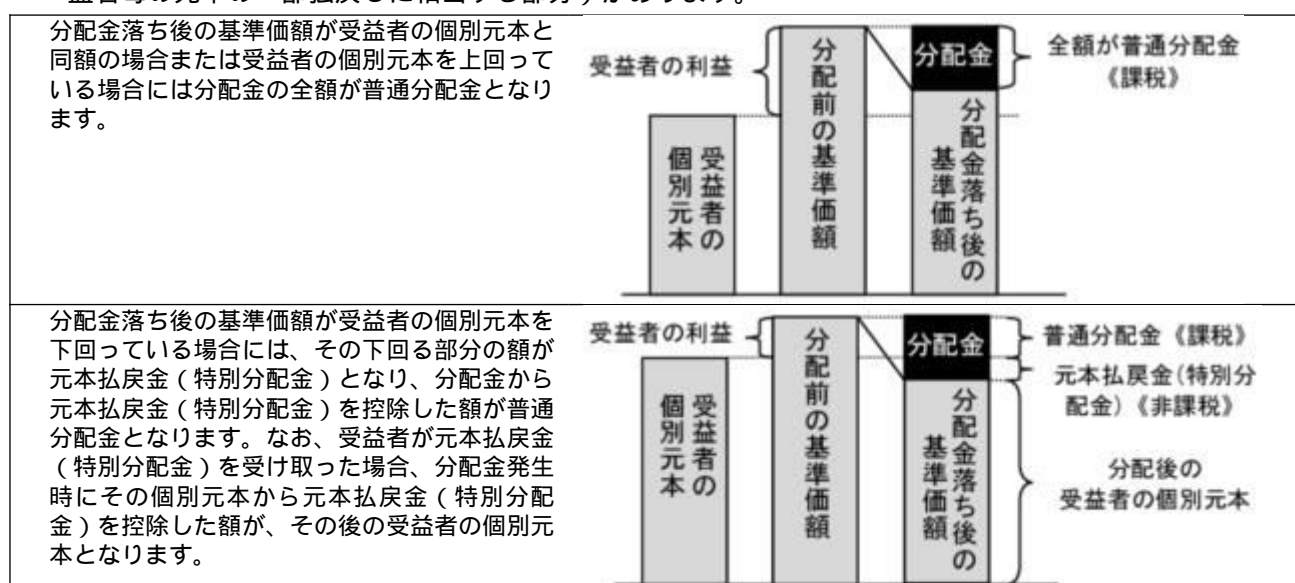 分配金落ち後の基準価額が受益者の個別元本と
同額の場合または受益者の個別元本を上回って
いる場合には分配金の全額が普通分配金となり
ます。
受益者の利益
受益者の
個別元本
分配前の基準価額
分配金
分配金落ち後の
基準価額
全額が普通分配金
《課税》
分配金落ち後の基準価額が受益者の個別元本を
下回っている場合には、その下回る部分の額が
元本払戻金（特別分配金）となり、分配金から
元本払戻金（特別分配金）を控除した額が普通
分配金となります。なお、受益者が元本払戻金
（特別分配金）を受け取った場合、分配金発生
時にその個別元本から元本払戻金（特別分配
金）を控除した額が、その後の受益者の個別元
本となります。
受益者の利益
受益者の
個別元本
分配前の基準価額
分配金
分配金落ち後の
基準価額
普通分配金《課税》
元本払戻金(特別分
配金)《非課税》
分配後の
受益者の個別元本